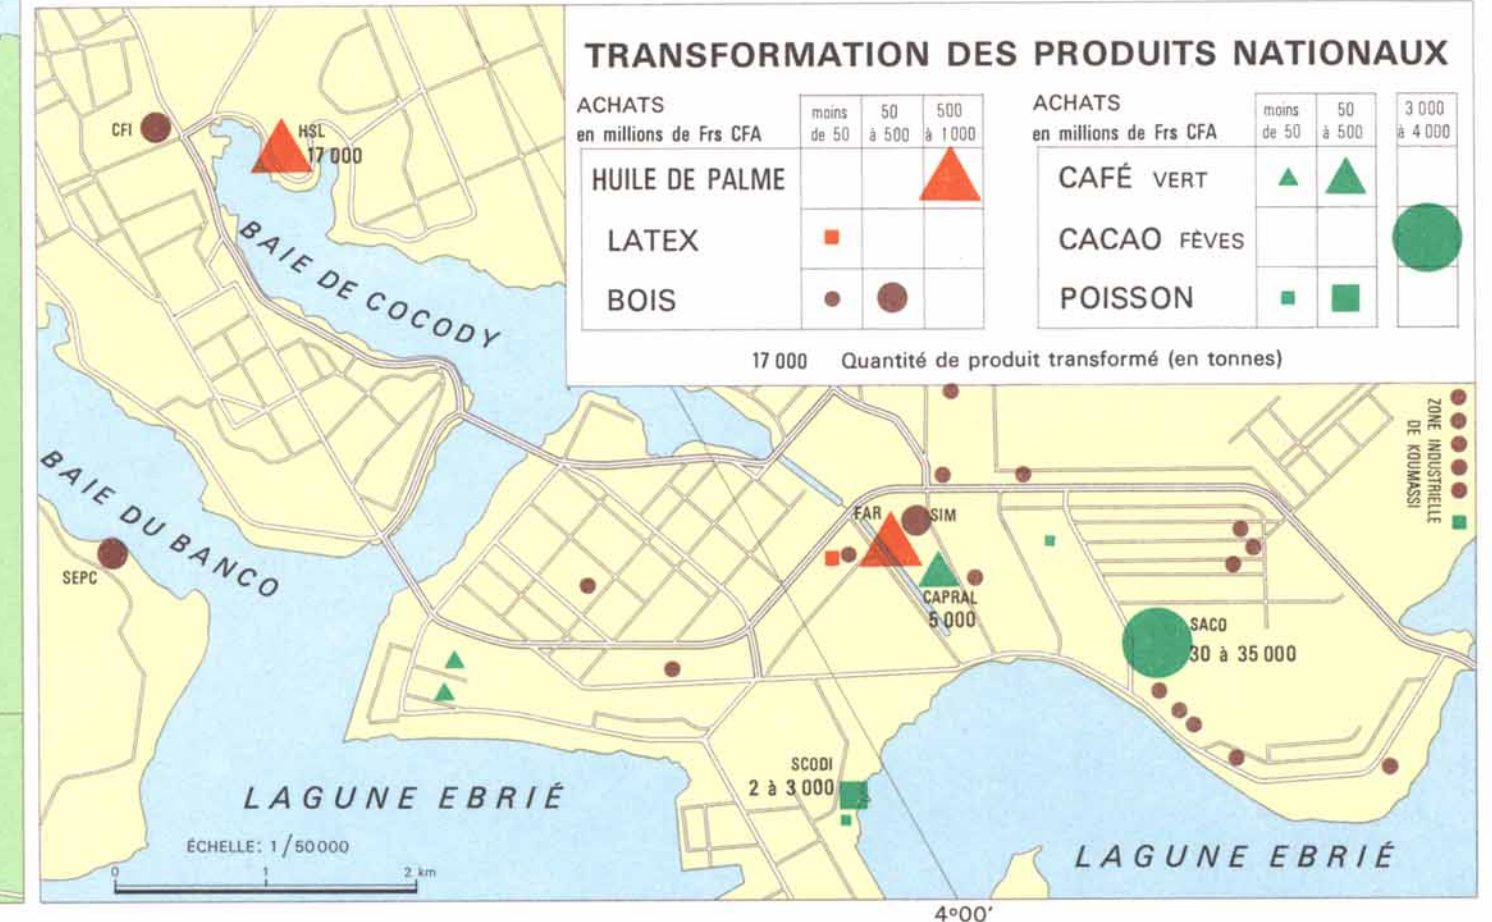 TRANSFORMATION DES PRODUITS NATIONAUX
ACHATS
en millions de Frs CFA
moins de 50
50 à 500
500 à 1 000
HUILE DE PALME
LATEX
BOIS
ACHATS
en millions de Frs CFA
moins de 50
50 à 500
3 000 à 4 000
CAFÉ VERT
CACAO FÈVES
POISSON
17 000 Quantité de produit transformé (en tonnes)
CFI
HSL
17 000
BAIE DE COCODY
BAIE DU BANCO
SEPC
ZONE INDUSTRIELLE
DE KOUMASSI
FAR
SIM
CAPRAL
5 000
SACO
30 à 35 000
SCODI
2 à 3 000
LAGUNE EBRIÉ
ÉCHELLE: 1/50000
0 1 2 km
LAGUNE EBRIÉ
4°00'